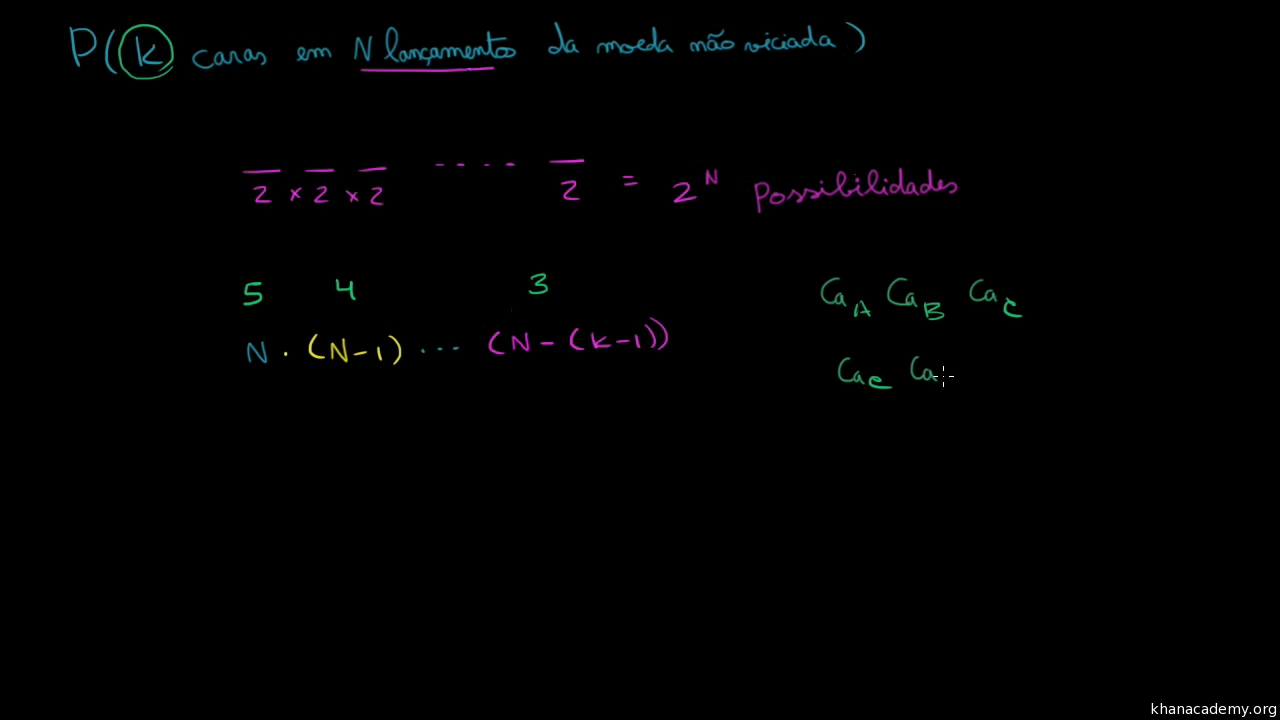 P(k caras em N lançamentos da moeda não viciada)
2 x 2 x 2 .... 2 = 2^N Possibilidades
5 4 3
N . (N-1) ... (N-(k-1))
Ca_A Ca_B Ca_C
Ca_C Ca
khanacademy.org